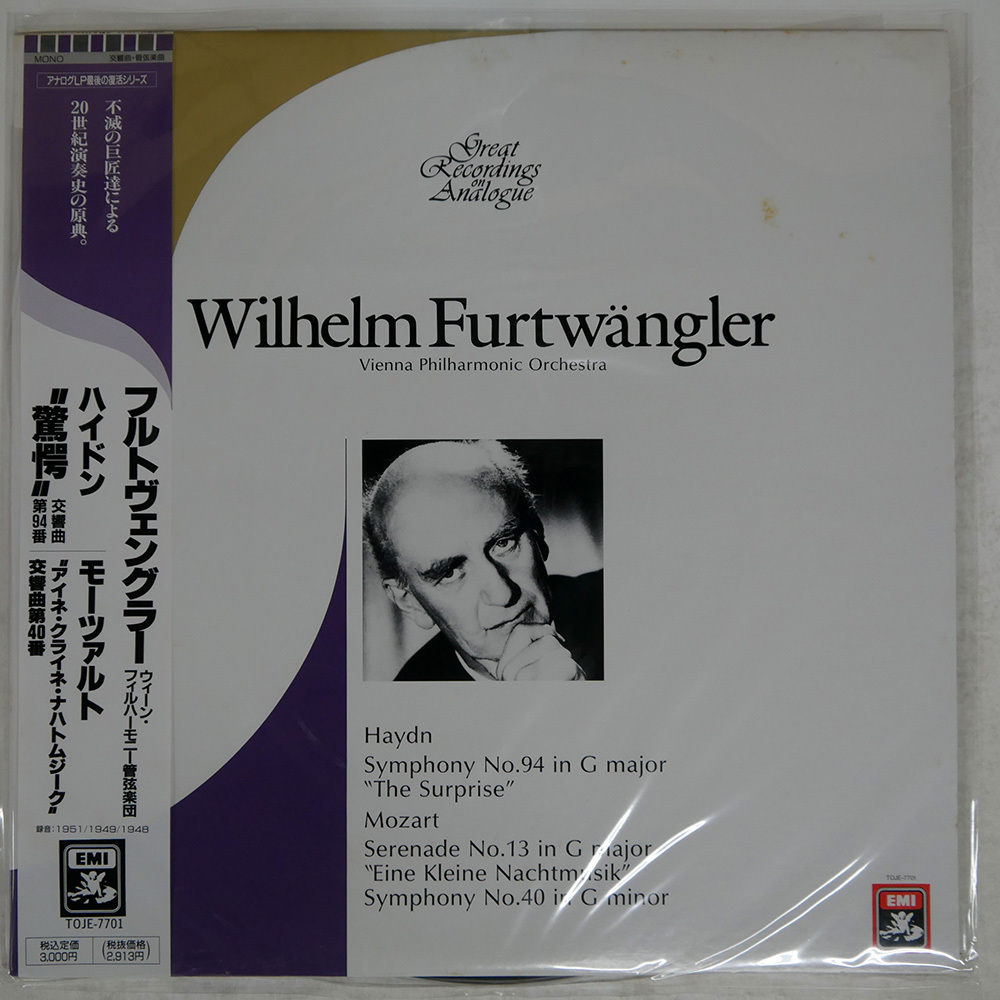 MONO
交響曲・管弦楽曲
アナログLP最後の復活シリーズ
不滅の巨匠達による
20世紀演奏史の原典。
フルトヴェングラー
ウィーン・
フィルハーモニー管弦楽団
ハイドン
"驚愕"
交響曲
第94番
モーツァルト
"アイネ・クライネ・ナハトムジーク"
交響曲第40番
録音:1951/1949/1948
EMI
TOJE-7701
税込定価
3,000円
(税抜価格)
2,913円
Great
Recordings
on
Analogue
Wilhelm Furtwängler
Vienna Philharmonic Orchestra
Haydn
Symphony No.94 in G major
"The Surprise"
Mozart
Serenade No.13 in G major
"Eine Kleine Nachtmusik"
Symphony No.40 in G minor
TOJE-7701
EMI